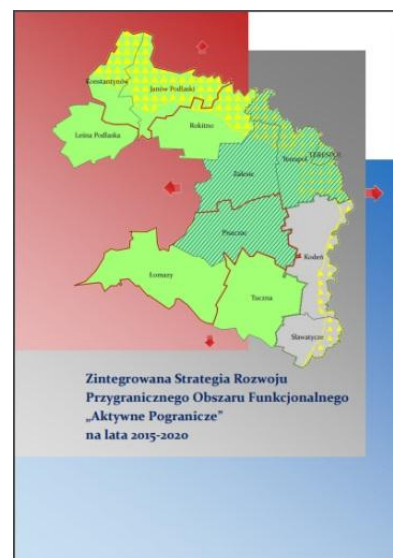 Konstantynów
Janów Podlaski
Leśna Podlaska
Rokitno
Terespol
TERESPOL
Zalesie
Piszczac
Kodeń
Łomazy
Tuczna
Sławatycze
Zintegrowana Strategia Rozwoju
Przygranicznego Obszaru Funkcjonalnego
„Aktywne Pogranicze”
na lata 2015-2020